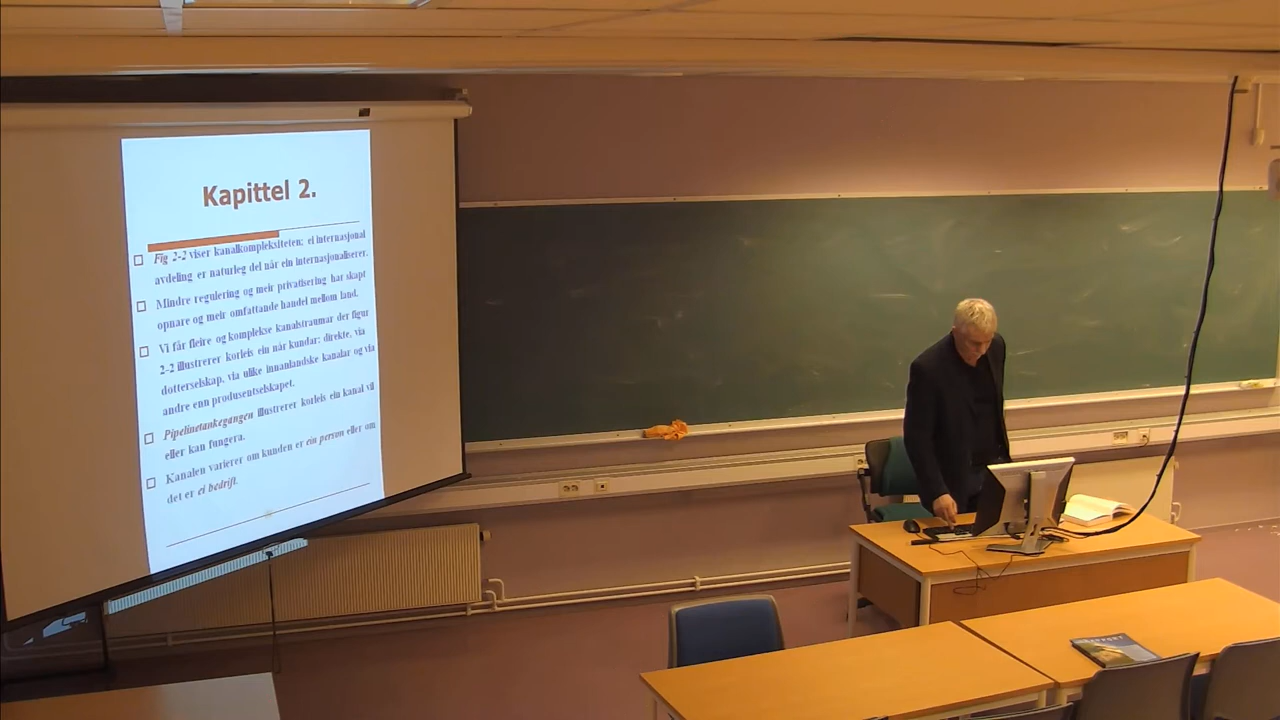 Kapittel 2.
Fig 2-2 viser kanalkompleksiteten; ei internasjonal
avdeling er naturleg del når ein internasjonaliserer.
Mindre regulering og meir privatisering har skapt
opnare og meir omfattande handel mellom land.
Vi får fleire og komplekse kanalstraumar der figur
2-2 illustrerer korleis ein når kundar: direkte, via
dotterselskap, via ulike innanlandske kanalar og via
andre enn produsentselskapet.
Pipelinetankegangen illustrerer korleis ein kanal vil
eller kan fungera.
Kanalen varierer om kunden er ein person eller om
det er ei bedrift.